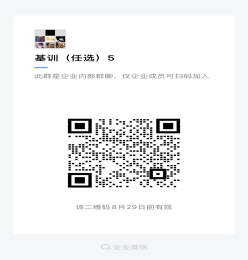 基训（任选）5
此群是企业内部群聊，仅企业成员可扫码加入
该二维码8月29日前有效
企业微信